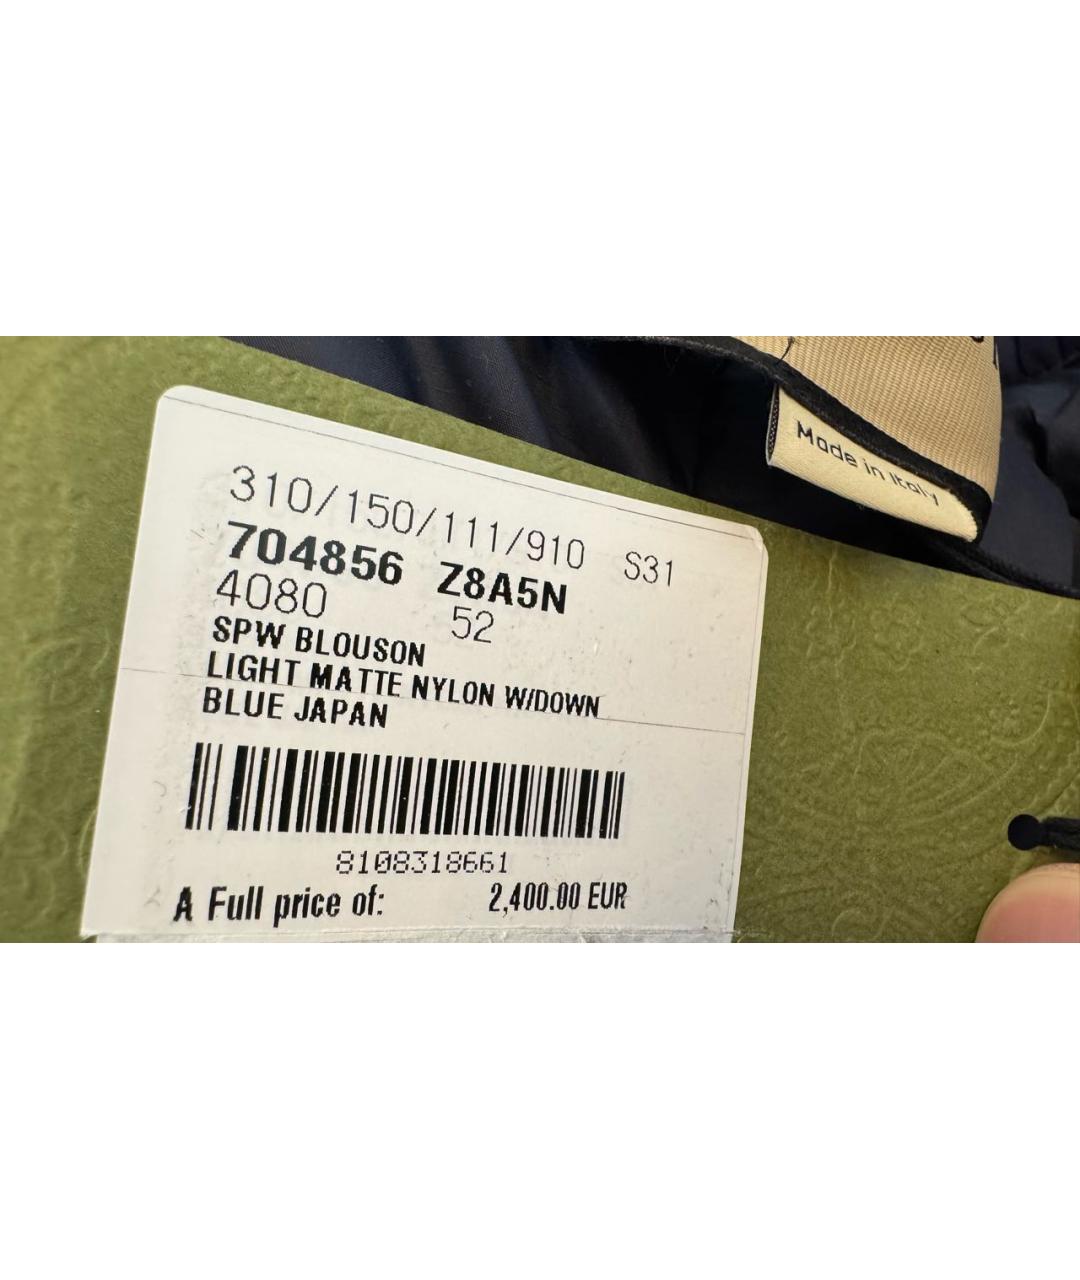 Made in Italy
310/150/111/910 S31
704856 Z8A5N
4080 52
SPW BLOUSON
LIGHT MATTE NYLON W/DOWN
BLUE JAPAN
8108318661
A Full price of: 2,400.00 EUR